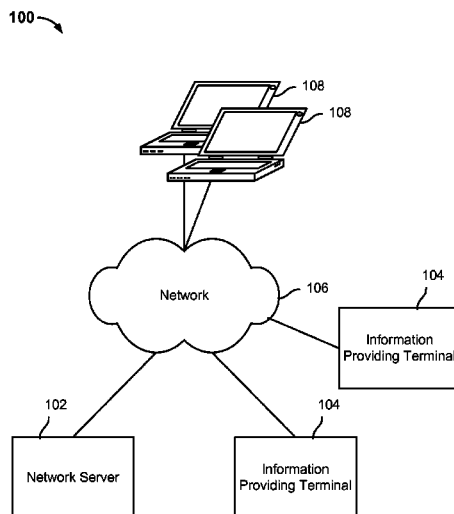 100
108
108
Network
106
104
Information
Providing Terminal
102
104
Network Server
Information
Providing Terminal